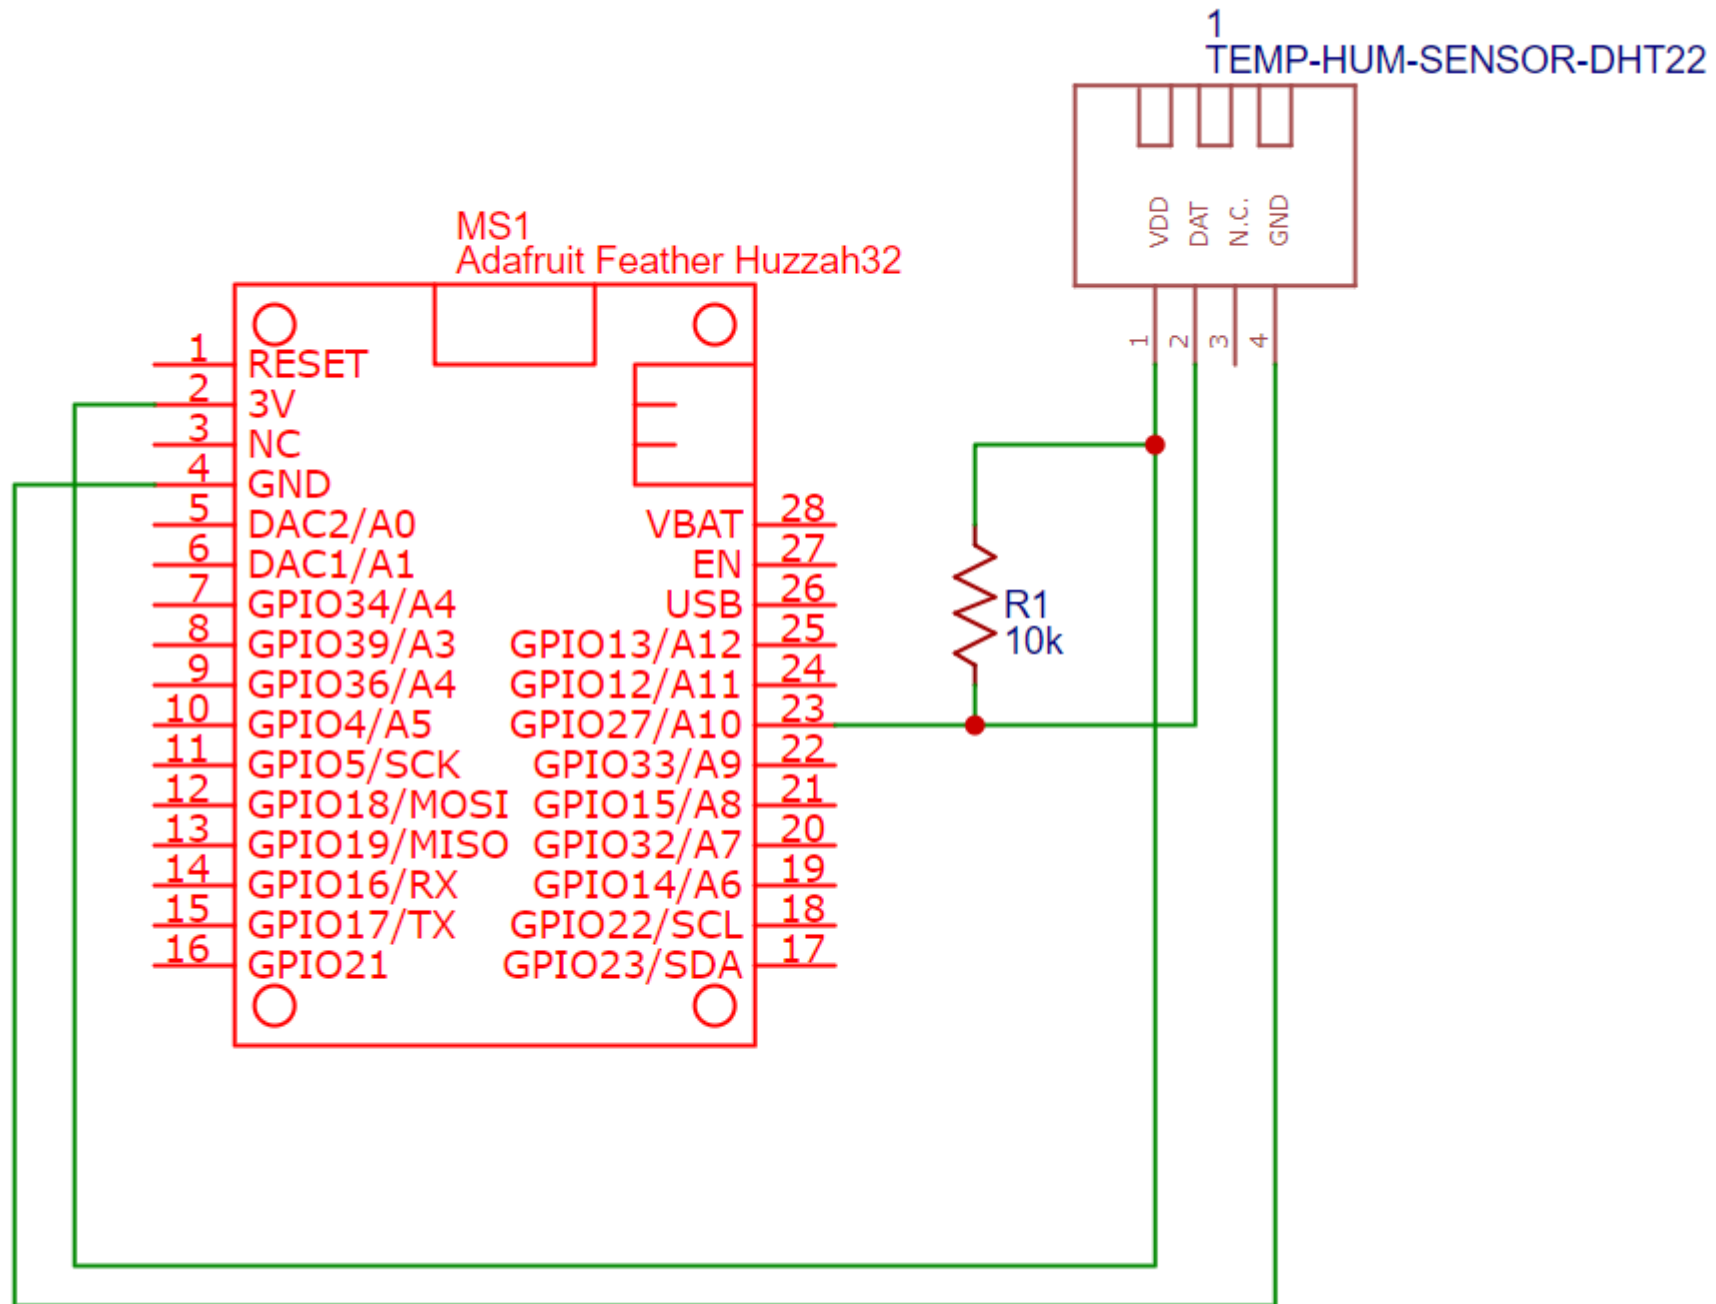 1
TEMP-HUM-SENSOR-DHT22
VDD
DAT
N.C.
GND
1
2
3
4
MS1
Adafruit Feather Huzzah32
1 RESET
2 3V
3 NC
4 GND
5 DAC2/A0
6 DAC1/A1
7 GPIO34/A4
8 GPIO39/A3
9 GPIO36/A4
10 GPIO4/A5
11 GPIO5/SCK
12 GPIO18/MOSI
13 GPIO19/MISO
14 GPIO16/RX
15 GPIO17/TX
16 GPIO21
VBAT 28
EN 27
USB 26
GPIO13/A12 25
GPIO12/A11 24
GPIO27/A10 23
GPIO33/A9 22
GPIO15/A8 21
GPIO32/A7 20
GPIO14/A6 19
GPIO22/SCL 18
GPIO23/SDA 17
R1
10k